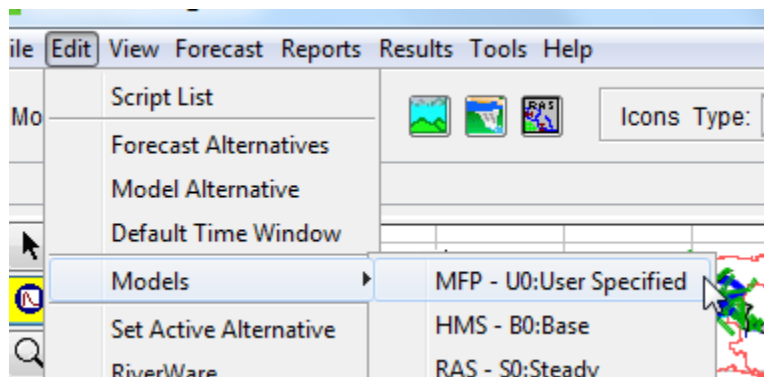 ile Edit View Forecast Reports Results Tools Help
Mo
Script List
RAS
Icons Type:
Forecast Alternatives
Model Alternative
Default Time Window
Models
MFP - U0:User Specified
Set Active Alternative
HMS - B0:Base
RiverWare
RAS - S0:Steady